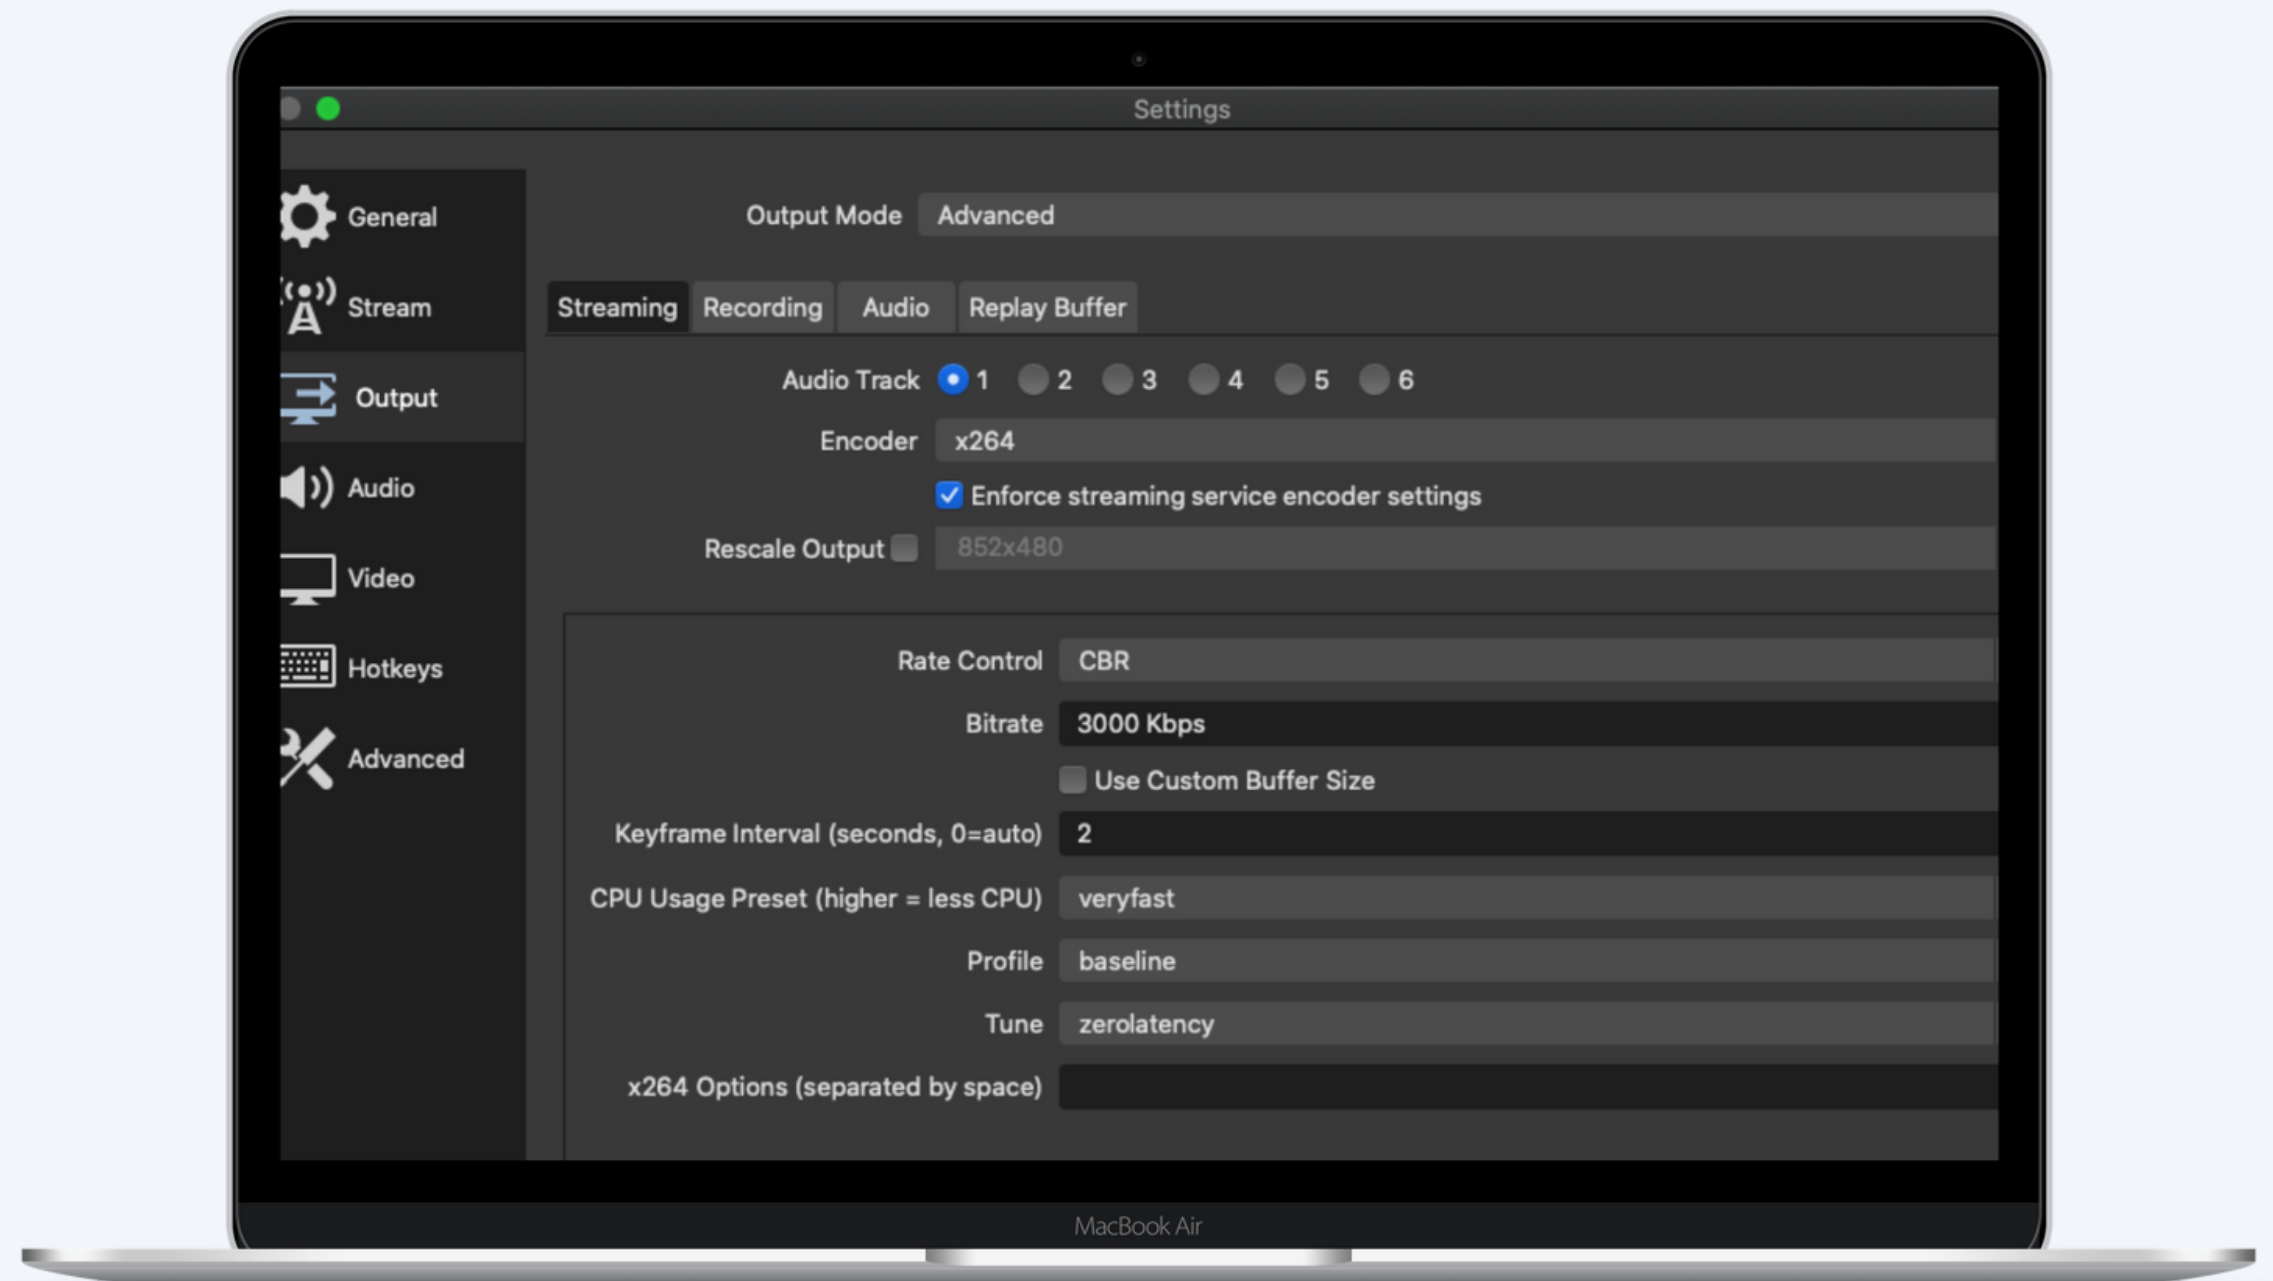 Settings
General
Stream
Output
Audio
Video
Hotkeys
Advanced
Output Mode Advanced
Streaming Recording Audio Replay Buffer
Audio Track 1 2 3 4 5 6
Encoder x264
Enforce streaming service encoder settings
Rescale Output 852x480
Rate Control CBR
Bitrate 3000 Kbps
Use Custom Buffer Size
Keyframe Interval (seconds, 0=auto) 2
CPU Usage Preset (higher = less CPU) veryfast
Profile baseline
Tune zerolatency
x264 Options (separated by space)
MacBook Air